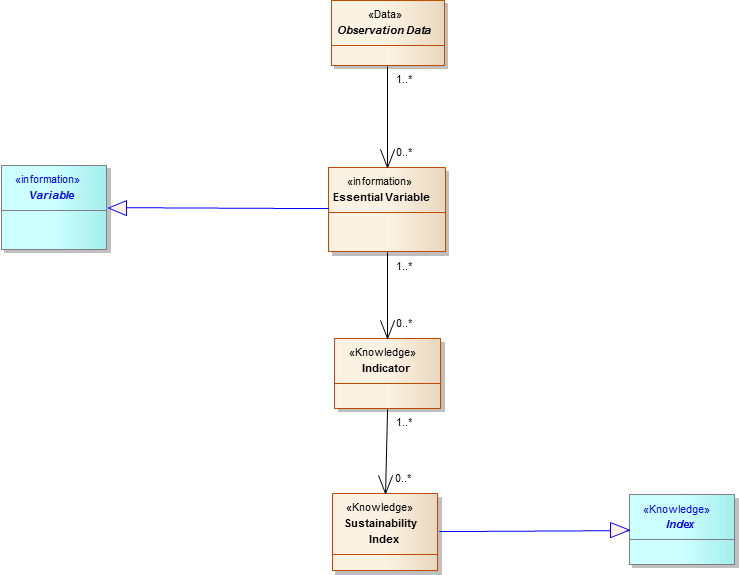 «Data»
Observation Data
1..*
0..*
«information»
Variable
«information»
Essential Variable
1..*
0..*
«Knowledge»
Indicator
1..*
0..*
«Knowledge»
Sustainability
Index
«Knowledge»
Index